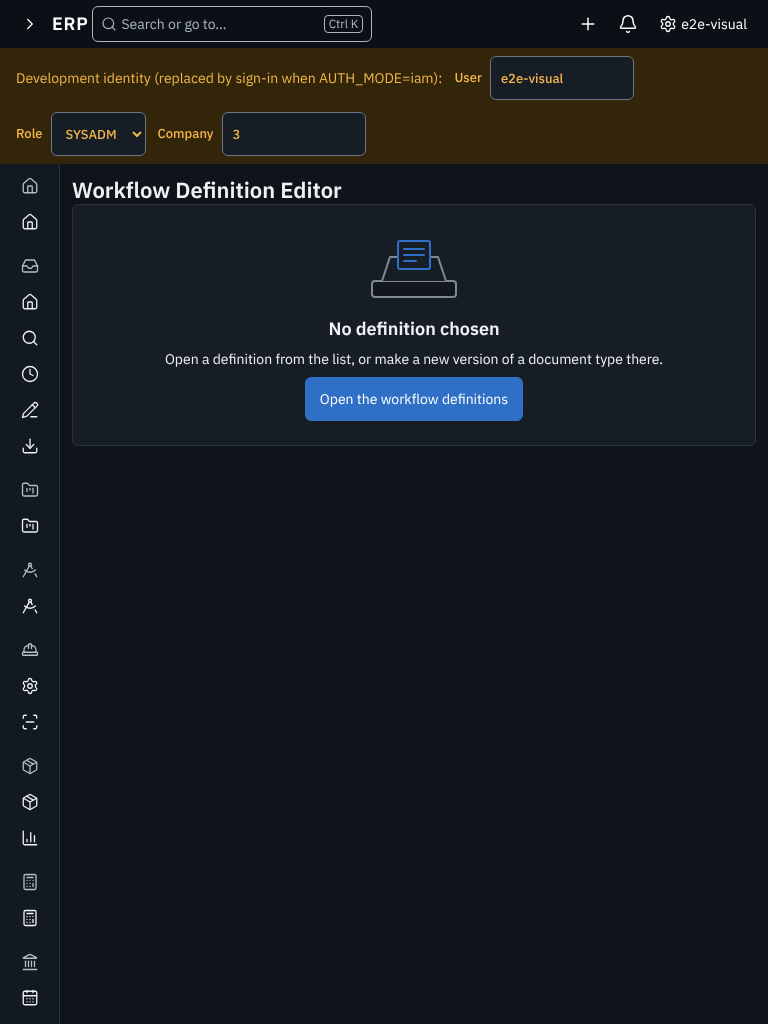 ERP Search or go to... Ctrl K e2e-visual
Development identity (replaced by sign-in when AUTH_MODE=iam): User e2e-visual
Role SYSADM Company 3
Workflow Definition Editor
No definition chosen
Open a definition from the list, or make a new version of a document type there.
Open the workflow definitions